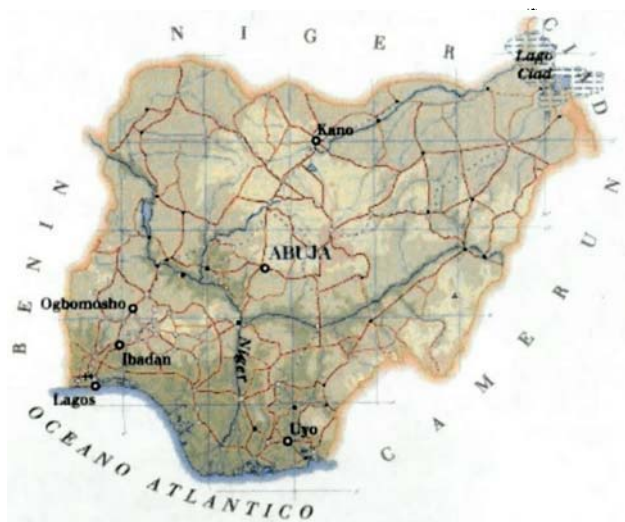 NIGER
CIAD
Lago
Ciad
Kano
BENIN
ABUJA
CAMERUN
Ogbomosho
Ibadan
Niger
Lagos
Uyo
OCEANO ATLANTICO